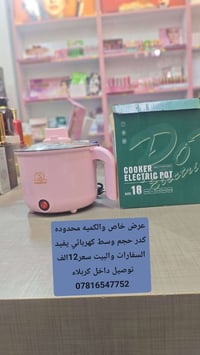 COOKER
ELECTRIC POT
18
عرض خاص والكميه محدوده
كدر حجم وسط كهربائي يفيد
السفارات والبيت سعر12الف
توصيل داخل كربلاء
07816547752